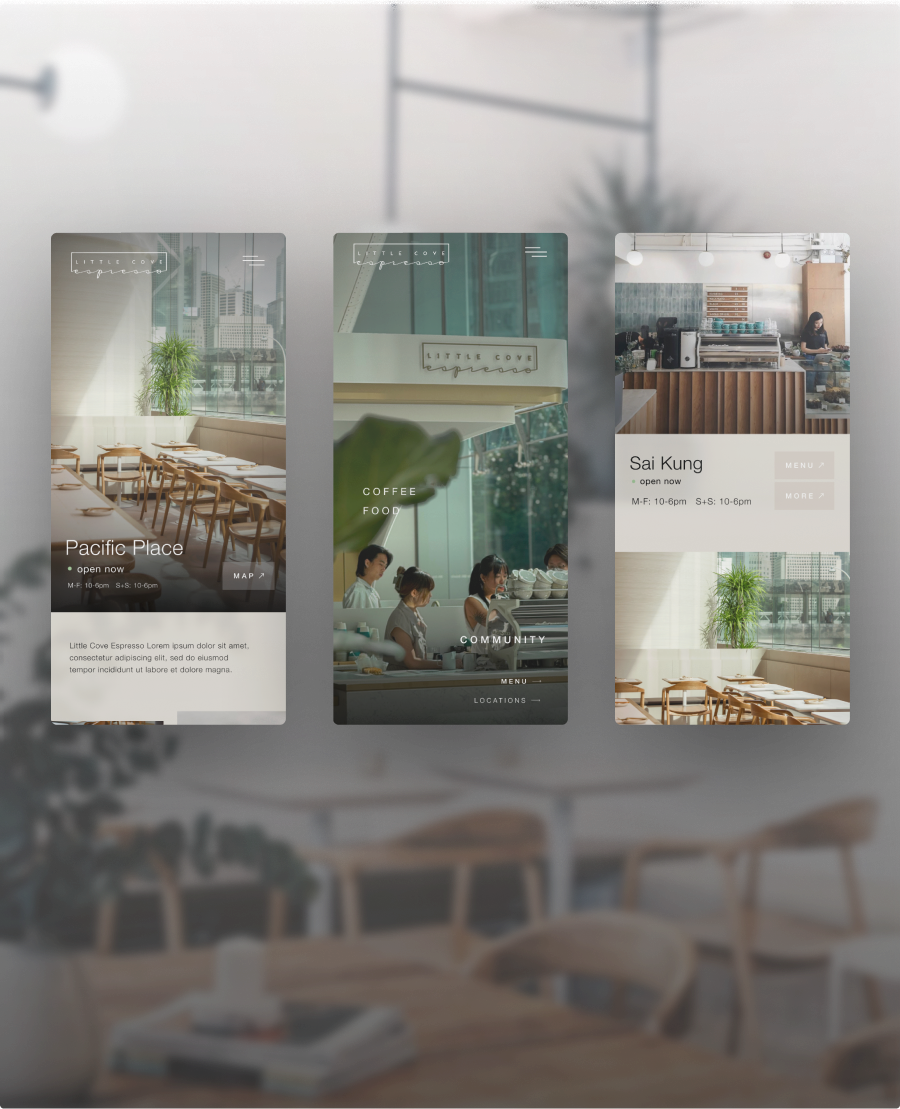 LITTLE COVE
espresso
Pacific Place
open now
M-F: 10-6pm S+S: 10-6pm
MAP ↗
Little Cove Espresso Lorem ipsum dolor sit amet,
consectetur adipiscing elit, sed do eiusmod
tempor incididunt ut labore et dolore magna.
LITTLE COVE
espresso
LITTLE COVE
espresso
COFFEE
FOOD
COMMUNITY
MENU →
LOCATIONS →
Sai Kung
open now
M-F: 10-6pm S+S: 10-6pm
MENU ↗
MORE ↗